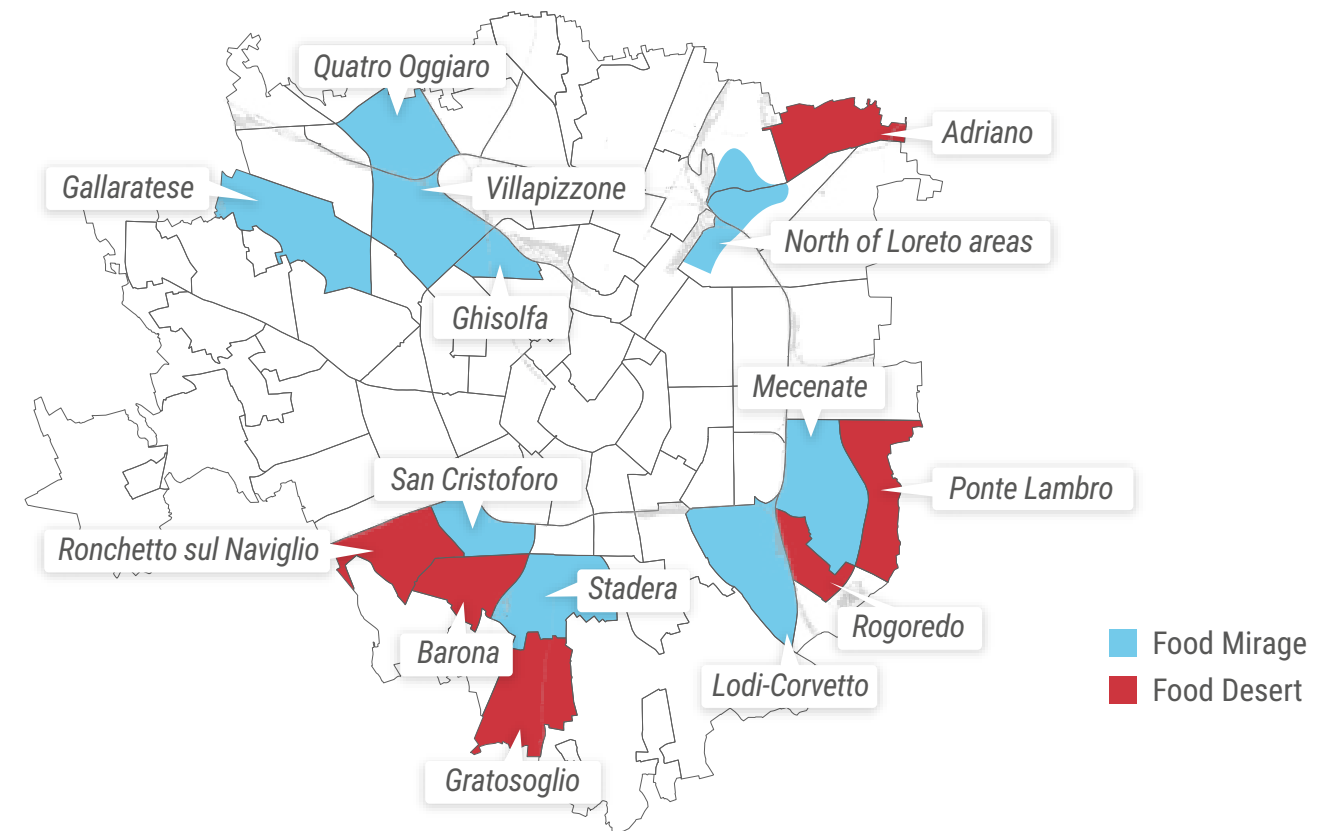 Quatro Oggiaro
Adriano
Gallaratese
Villapizzone
North of Loreto areas
Ghisolfa
Mecenate
San Cristoforo
Ponte Lambro
Ronchetto sul Naviglio
Stadera
Rogoredo
Barona
Lodi-Corvetto
Gratosoglio
Food Mirage
Food Desert